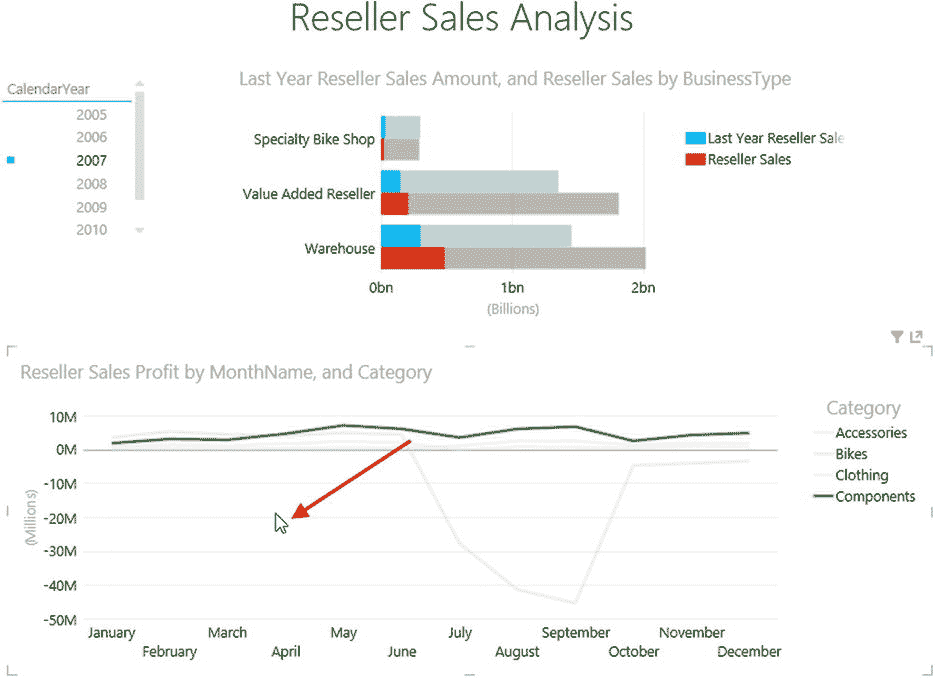 Reseller Sales Analysis
CalendarYear
2005
2006
2007
2008
2009
2010
Last Year Reseller Sales Amount, and Reseller Sales by BusinessType
Specialty Bike Shop
Value Added Reseller
Warehouse
0bn 1bn 2bn
(Billions)
Last Year Reseller Sale
Reseller Sales
Reseller Sales Profit by MonthName, and Category
10M
0M
-10M
-20M
-30M
-40M
-50M
(Millions)
January March May July September November
February April June August October December
Category
Accessories
Bikes
Clothing
Components